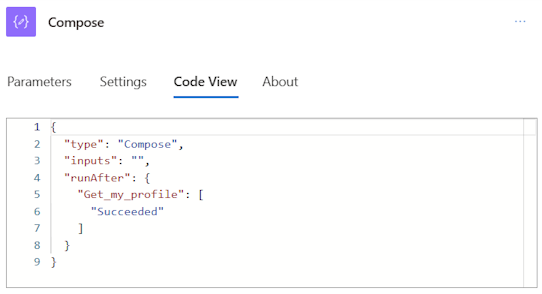 Compose
...
Parameters Settings Code View About
1 {
2 "type": "Compose",
3 "inputs": "",
4 "runAfter": {
5 "Get_my_profile": [
6 "Succeeded"
7 ]
8 }
9 }